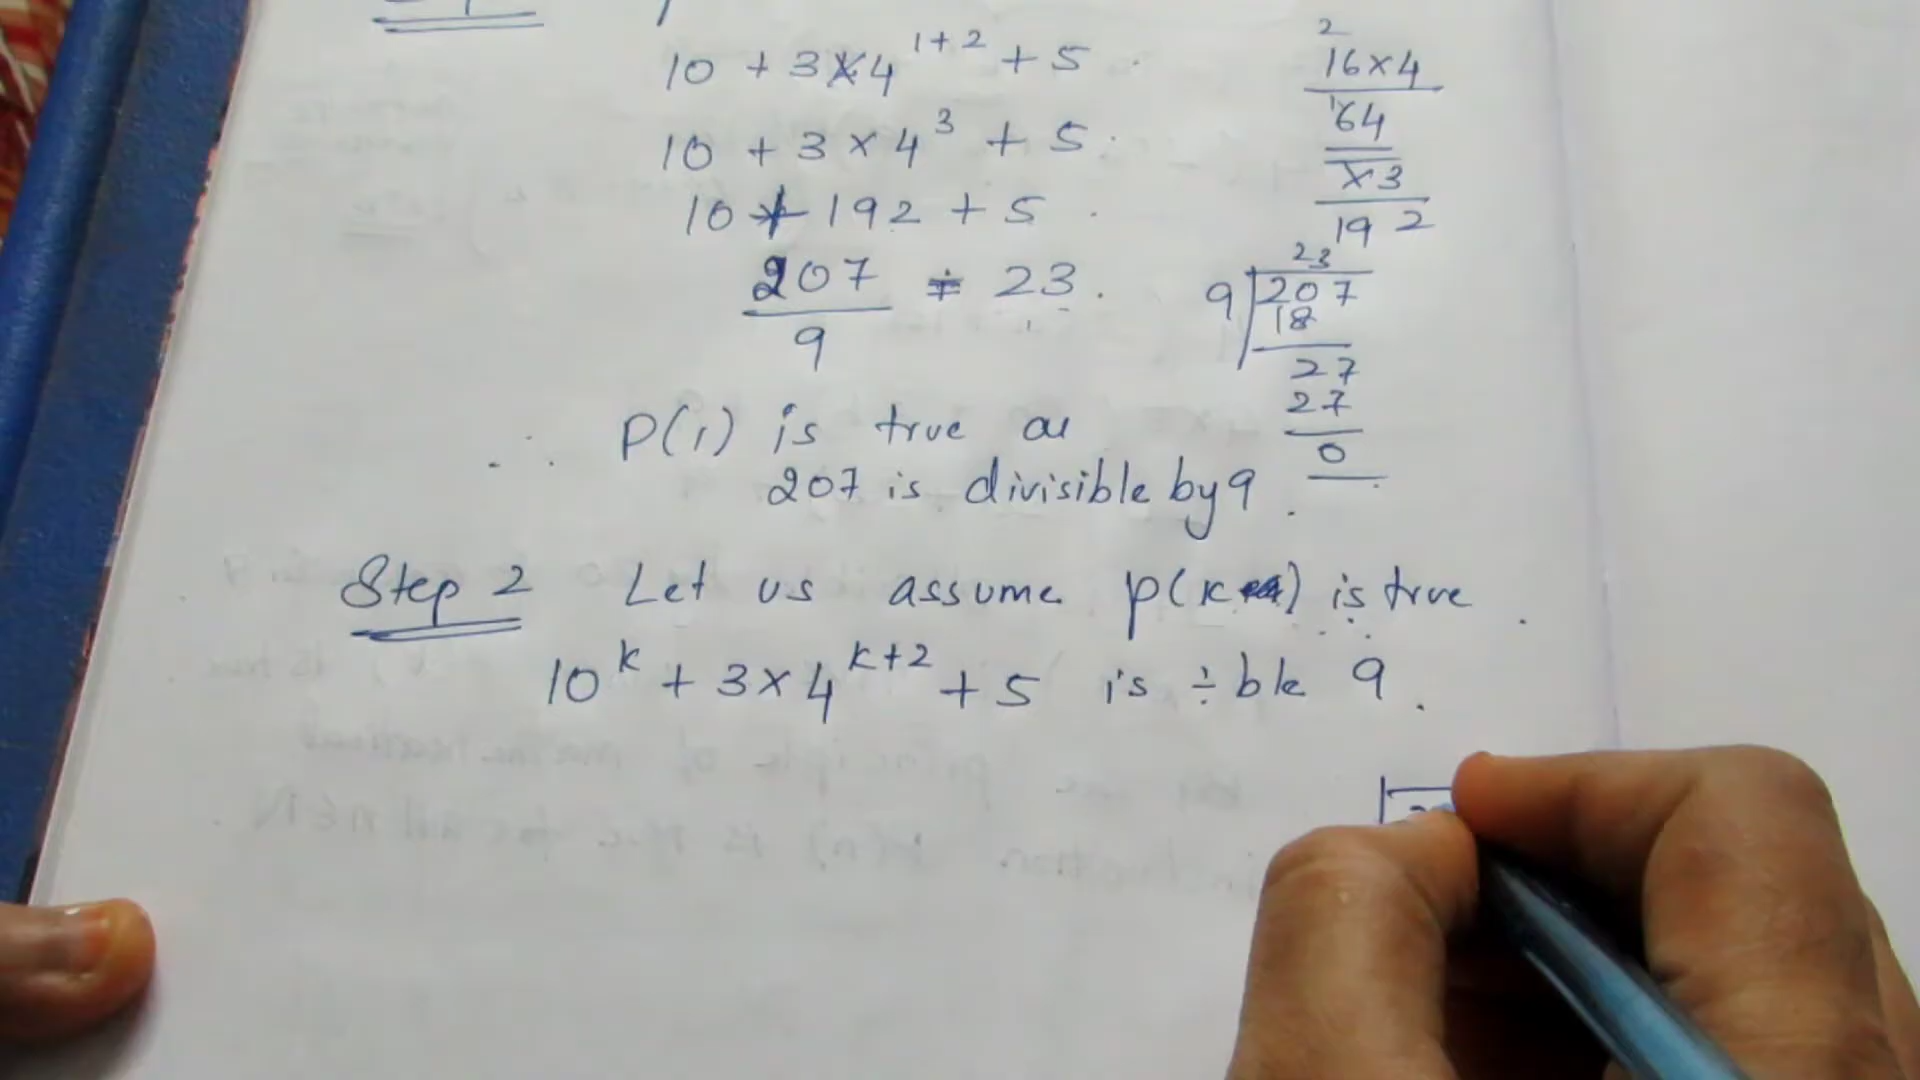 10 + 3×4^1+2 + 5
10 + 3×4^3 + 5
10 + 192 + 5
207/9 = 23.
∴ P(1) is true as
207 is divisible by 9.
2
16×4
1
64
×3
192
23
9 207
18
27
27
0
Step 2 Let us assume P(k) is true.
10^k + 3×4^k+2 + 5 is ÷ble 9.